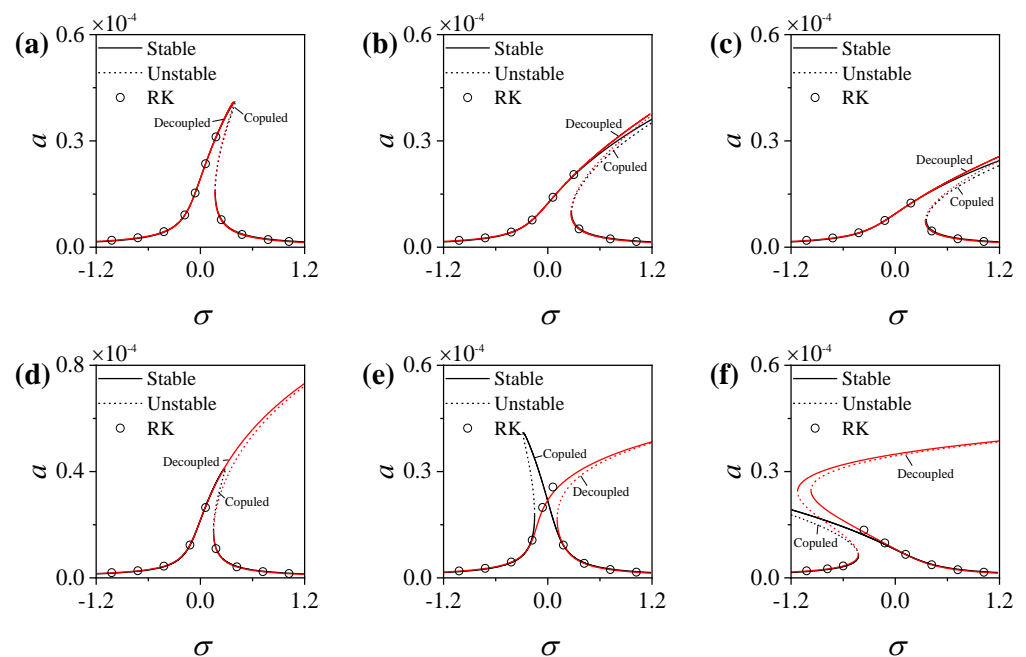 (a)
×10⁻⁴
0.6
Stable
Unstable
RK
Decoupled
Copuled
0.3
a
0.0
-1.2 0.0 1.2
σ
(b)
×10⁻⁴
0.6
Stable
Unstable
RK
Decoupled
Copuled
0.3
a
0.0
-1.2 0.0 1.2
σ
(c)
×10⁻⁴
0.6
Stable
Unstable
RK
Decoupled
Copuled
0.3
a
0.0
-1.2 0.0 1.2
σ
(d)
×10⁻⁴
0.8
Stable
Unstable
RK
Decoupled
Copuled
0.4
a
0.0
-1.2 0.0 1.2
σ
(e)
×10⁻⁴
0.6
Stable
Unstable
RK
Copuled
Decoupled
0.3
a
0.0
-1.2 0.0 1.2
σ
(f)
×10⁻⁴
0.6
Stable
Unstable
RK
Decoupled
Copuled
0.3
a
0.0
-1.2 0.0 1.2
σ